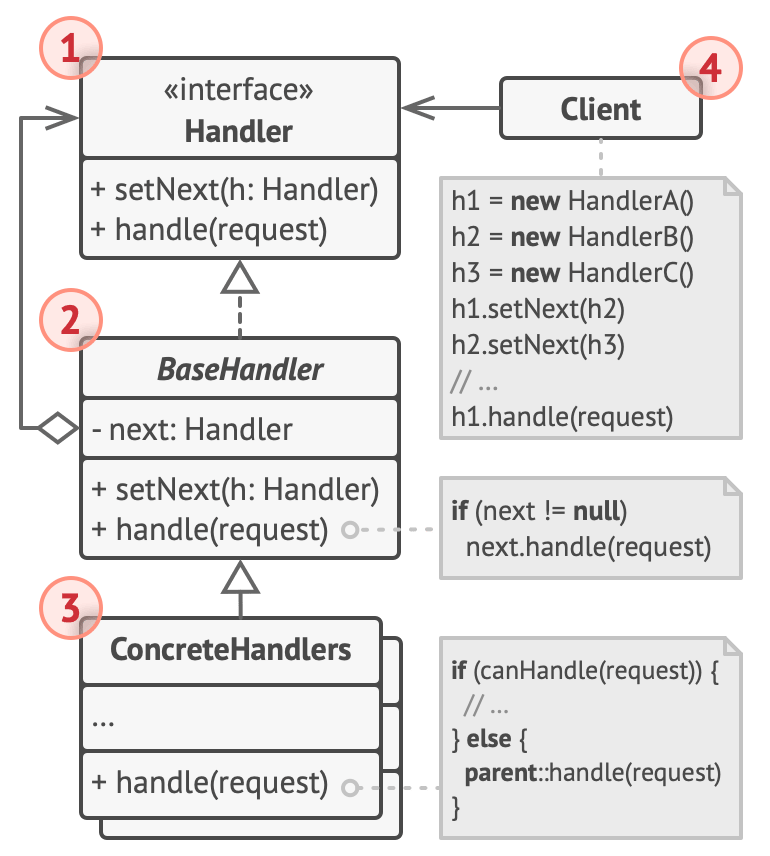 1
«interface»
Handler
+ setNext(h: Handler)
+ handle(request)
4
Client
h1 = new HandlerA()
h2 = new HandlerB()
h3 = new HandlerC()
h1.setNext(h2)
h2.setNext(h3)
// ...
h1.handle(request)
2
BaseHandler
- next: Handler
+ setNext(h: Handler)
+ handle(request)
if (next != null)
next.handle(request)
3
ConcreteHandlers
...
+ handle(request)
if (canHandle(request)) {
// ...
} else {
parent::handle(request)
}